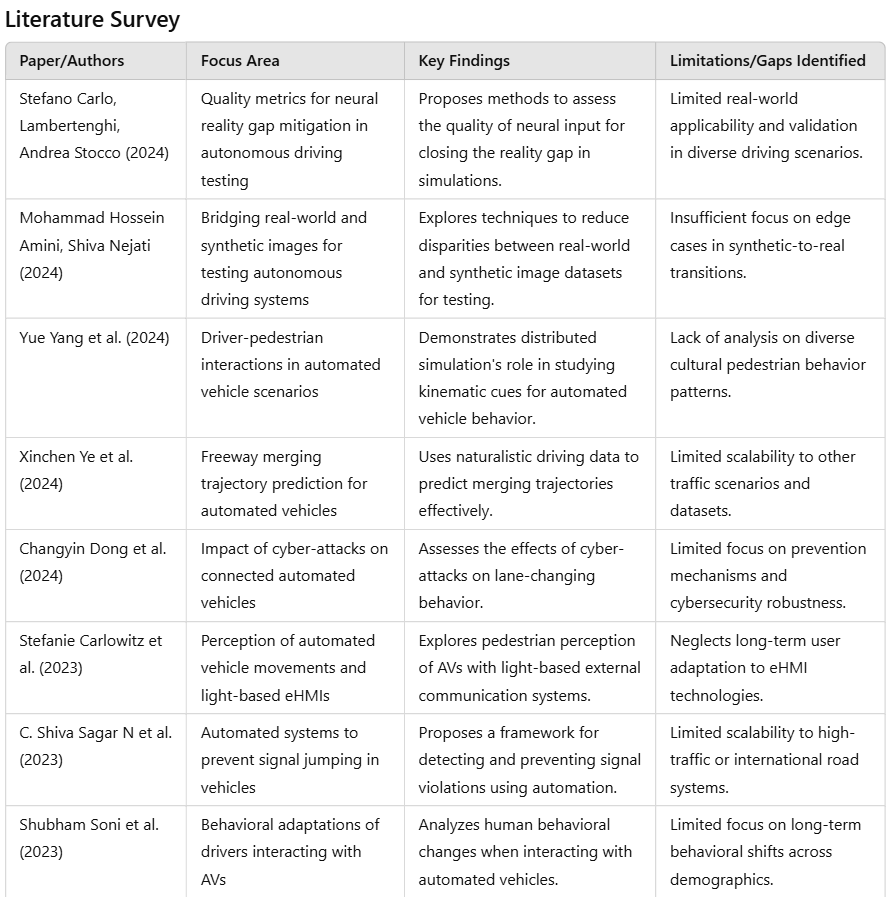 Literature Survey
Paper/Authors
Focus Area
Key Findings
Limitations/Gaps Identified
Stefano Carlo,
Lambertenghi,
Andrea Stocco (2024)
Quality metrics for neural
reality gap mitigation in
autonomous driving
testing
Proposes methods to assess
the quality of neural input for
closing the reality gap in
simulations.
Limited real-world
applicability and validation
in diverse driving scenarios.
Mohammad Hossein
Amini, Shiva Nejati
(2024)
Bridging real-world and
synthetic images for
testing autonomous
driving systems
Explores techniques to reduce
disparities between real-world
and synthetic image datasets
for testing.
Insufficient focus on edge
cases in synthetic-to-real
transitions.
Yue Yang et al. (2024)
Driver-pedestrian
interactions in automated
vehicle scenarios
Demonstrates distributed
simulation's role in studying
kinematic cues for automated
vehicle behavior.
Lack of analysis on diverse
cultural pedestrian behavior
patterns.
Xinchen Ye et al.
(2024)
Freeway merging
trajectory prediction for
automated vehicles
Uses naturalistic driving data to
predict merging trajectories
effectively.
Limited scalability to other
traffic scenarios and
datasets.
Changyin Dong et al.
(2024)
Impact of cyber-attacks on
connected automated
vehicles
Assesses the effects of cyber-
attacks on lane-changing
behavior.
Limited focus on prevention
mechanisms and
cybersecurity robustness.
Stefanie Carlowitz et
al. (2023)
Perception of automated
vehicle movements and
light-based eHMIs
Explores pedestrian perception
of AVs with light-based external
communication systems.
Neglects long-term user
adaptation to eHMI
technologies.
C. Shiva Sagar N et al.
(2023)
Automated systems to
prevent signal jumping in
vehicles
Proposes a framework for
detecting and preventing signal
violations using automation.
Limited scalability to high-
traffic or international road
systems.
Shubham Soni et al.
(2023)
Behavioral adaptations of
drivers interacting with
AVs
Analyzes human behavioral
changes when interacting with
automated vehicles.
Limited focus on long-term
behavioral shifts across
demographics.